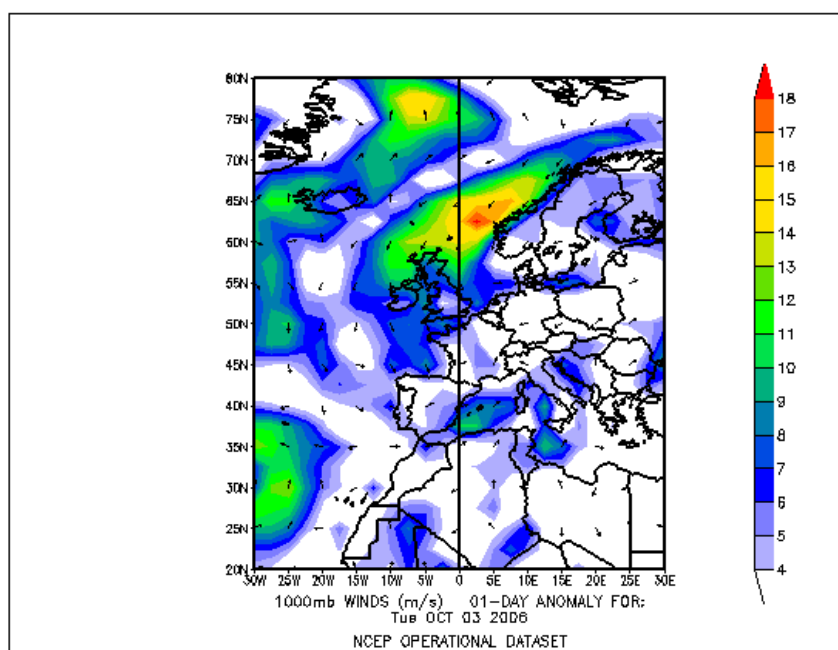 80N
75N
70N
65N
60N
55N
50N
45N
40N
35N
30N
25N
20N
30W 25W 20W 15W 10W 5W 0 5E 10E 15E 20E 25E 30E
18
17
16
15
14
13
12
11
10
9
8
7
6
5
4
1000mb WINDS (m/s) 01-DAY ANOMALY FOR:
Tue OCT 03 2006
NCEP OPERATIONAL DATASET